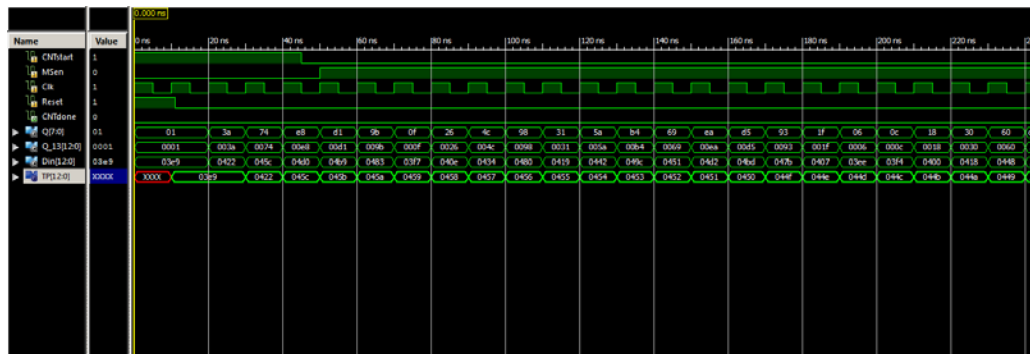 0.000 ns
Name Value 0 ns |20 ns |40 ns |60 ns |80 ns |100 ns |120 ns |140 ns |160 ns |180 ns |200 ns |220 ns
CNTstart 1
MSen 0
Clk 1
Reset 1
CNTdone 0
Q[7:0] 01 01 3a 74 e8 d1 9b 0f 26 4c 98 31 5a b4 69 ea d5 93 1f 06 0c 18 30 60
Q_13[12:0] 0001 0001 003a 0074 00e8 00d1 009b 000f 0026 004c 0098 0031 005a 00b4 0069 00ea 00d5 0093 001f 0006 000c 0018 0030 0060
Din[12:0] 03e9 03e9 0422 045c 04d0 04b9 0483 03f7 040e 0434 0480 0419 0442 049c 0451 04d2 04bd 047b 0407 03ee 03f4 0400 0418 0448
TP[12:0] XXXX XXXX 03e9 0422 045c 045b 045a 0459 0458 0457 0456 0455 0454 0453 0452 0451 0450 044f 044e 044d 044c 044b 044a 0449